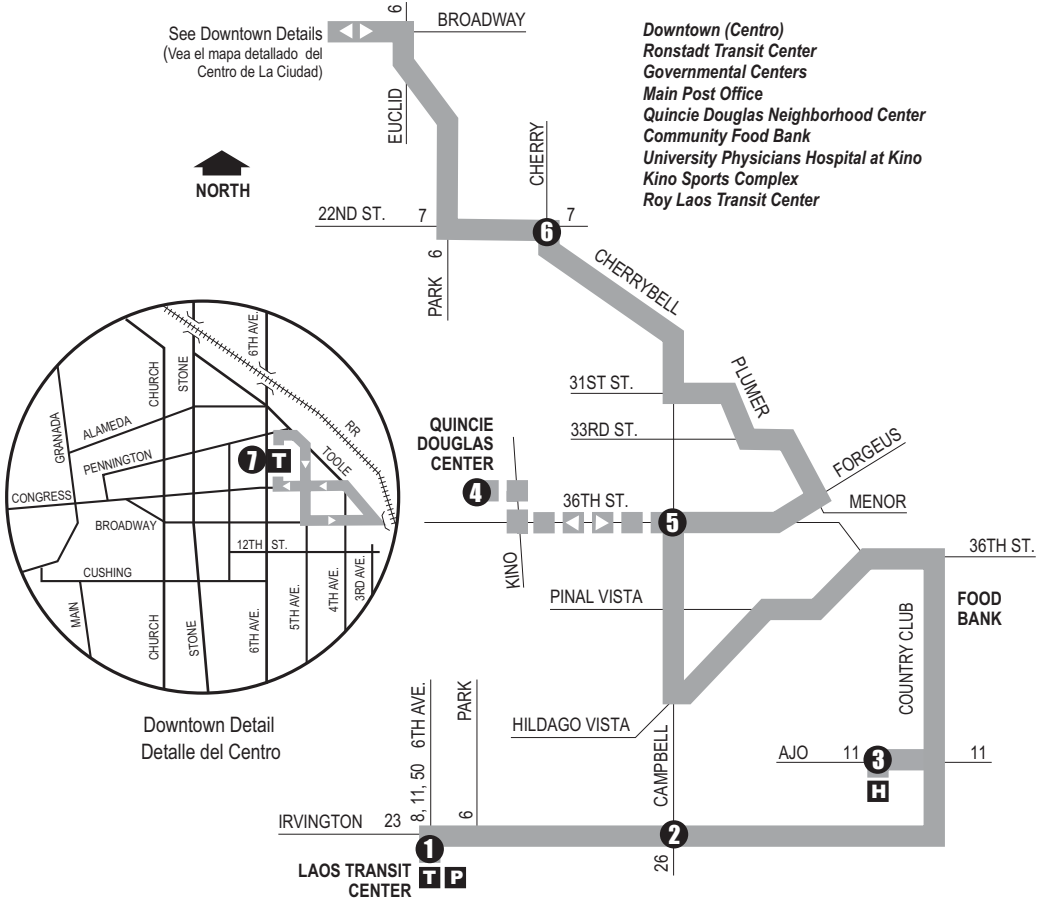 6
BROADWAY
See Downtown Details
(Vea el mapa detallado del
Centro de La Ciudad)
Downtown (Centro)
Ronstadt Transit Center
Governmental Centers
Main Post Office
Quincie Douglas Neighborhood Center
Community Food Bank
University Physicians Hospital at Kino
Kino Sports Complex
Roy Laos Transit Center
EUCLID
CHERRY
NORTH
22ND ST. 7
6
7
PARK 6
CHERRYBELL
31ST ST.
PLUMER
33RD ST.
FORGEUS
MENOR
QUINCIE
DOUGLAS
CENTER
4
36TH ST.
5
KINO
36TH ST.
PINAL VISTA
FOOD
BANK
COUNTRY CLUB
HILDAGO VISTA
CAMPBELL
AJO 11
3
11
H
8, 11, 50 6TH AVE.
PARK
6
IRVINGTON 23
1
2
26
LAOS TRANSIT
CENTER
T P
6TH AVE.
CHURCH
STONE
GRANADA
ALAMEDA
RR
PENNINGTON
7 T
TOOLE
CONGRESS
BROADWAY
12TH ST.
CUSHING
MAIN
CHURCH
STONE
6TH AVE.
5TH AVE.
4TH AVE.
3RD AVE.
Downtown Detail
Detalle del Centro